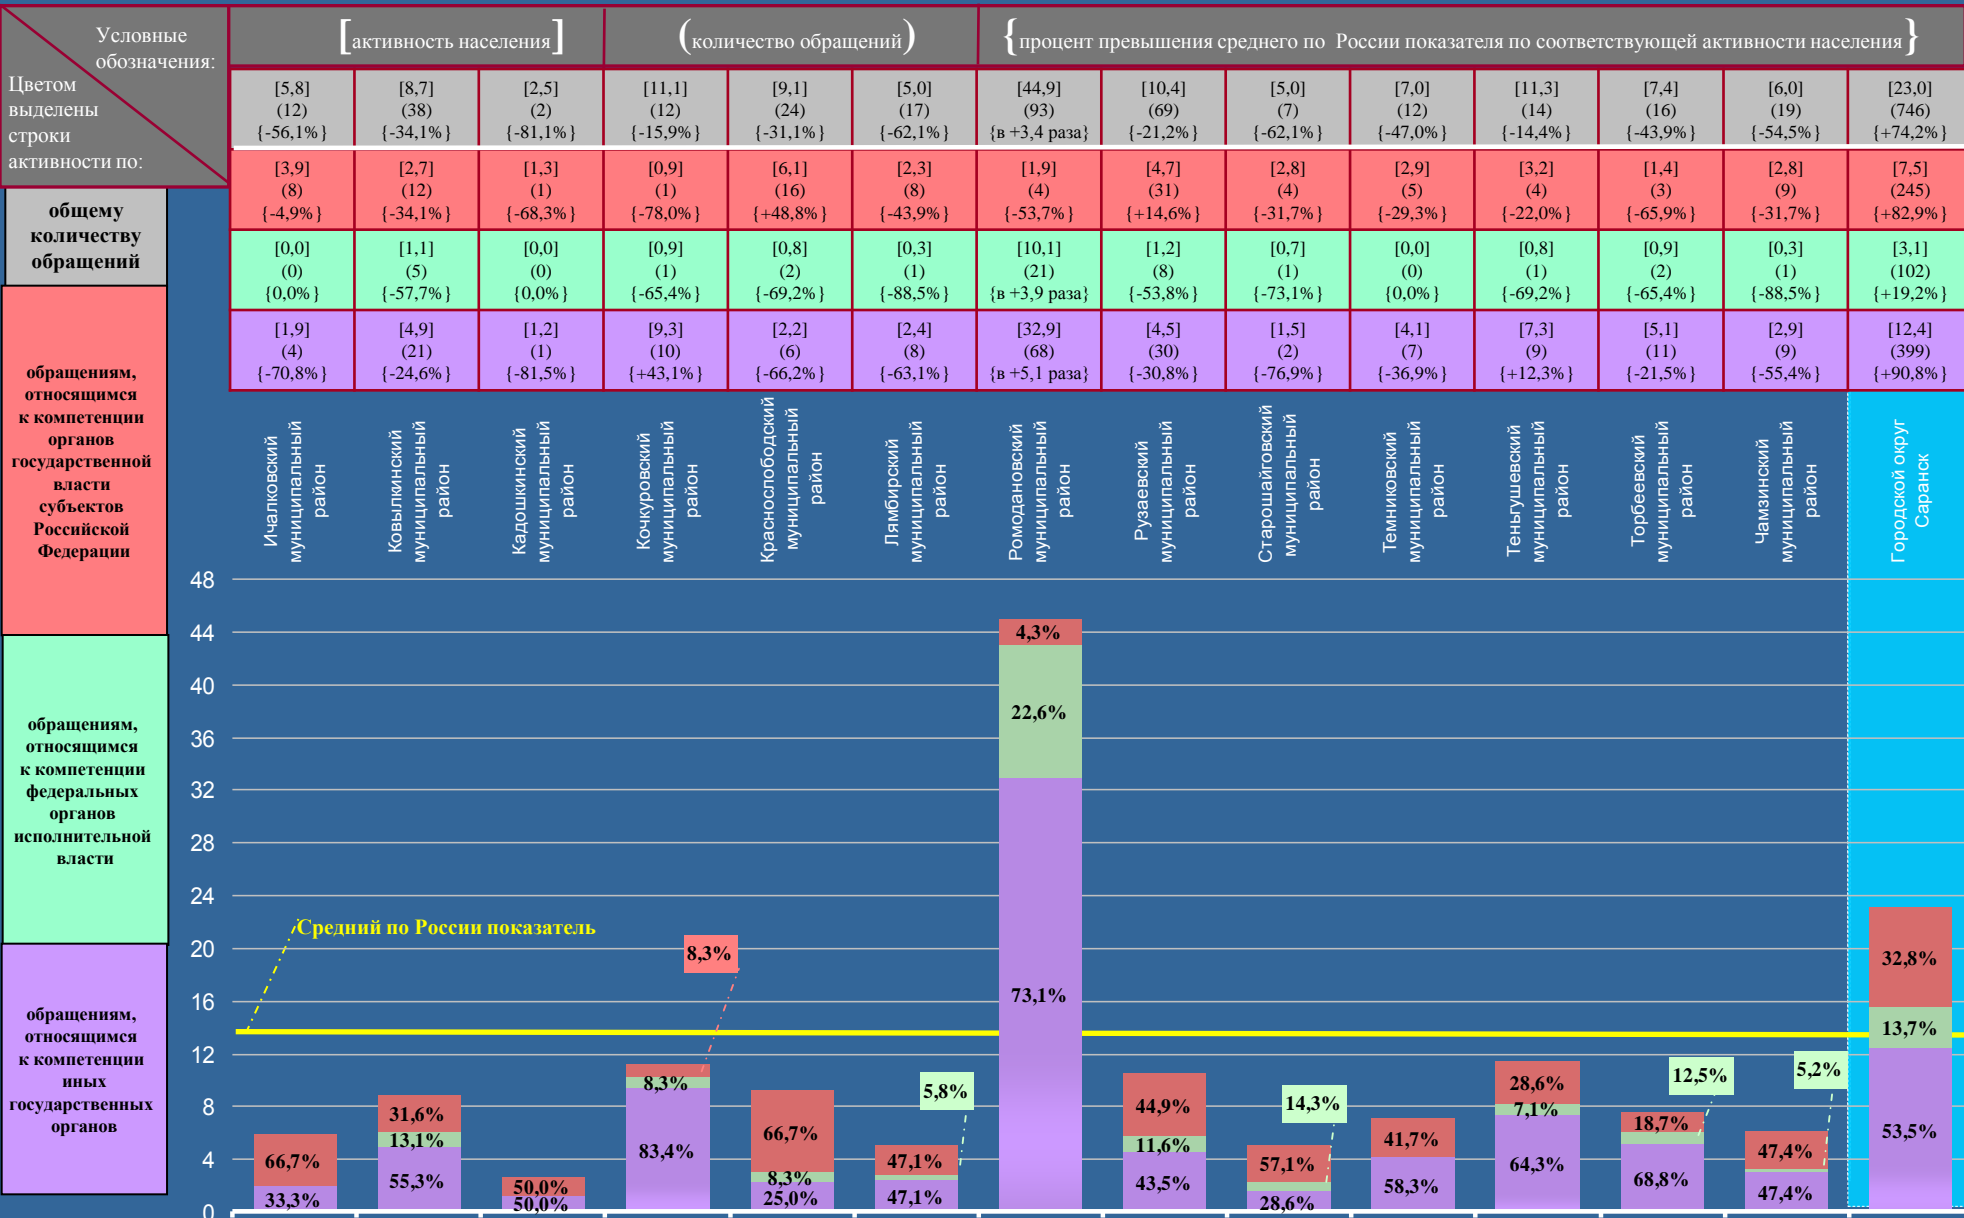 Условные
обозначения:
Цветом
выделены
строки
активности по:
[активность населения]
(количество обращений)
{процент превышения среднего по России показателя по соответствующей активности населения}
[5,8] [8,7] [2,5] [11,1] [9,1] [5,0] [44,9] [10,4] [5,0] [7,0] [11,3] [7,4] [6,0] [23,0]
(12) (38) (2) (12) (24) (17) (93) (69) (7) (12) (14) (16) (19) (746)
{-56,1%} {-34,1%} {-81,1%} {-15,9%} {-31,1%} {-62,1%} {в +3,4 раза} {-21,2%} {-62,1%} {-47,0%} {-14,4%} {-43,9%} {-54,5%} {+74,2%}
[3,9] [2,7] [1,3] [0,9] [6,1] [2,3] [1,9] [4,7] [2,8] [2,9] [3,2] [1,4] [2,8] [7,5]
(8) (12) (1) (1) (16) (8) (4) (31) (4) (5) (4) (3) (9) (245)
{-4,9%} {-34,1%} {-68,3%} {-78,0%} {+48,8%} {-43,9%} {-53,7%} {+14,6%} {-31,7%} {-29,3%} {-22,0%} {-65,9%} {-31,7%} {+82,9%}
[0,0] [1,1] [0,0] [0,9] [0,8] [0,3] [10,1] [1,2] [0,7] [0,0] [0,8] [0,9] [0,3] [3,1]
(0) (5) (0) (1) (2) (1) (21) (8) (1) (0) (1) (2) (1) (102)
{0,0%} {-57,7%} {0,0%} {-65,4%} {-69,2%} {-88,5%} {в +3,9 раза} {-53,8%} {-73,1%} {0,0%} {-69,2%} {-65,4%} {-88,5%} {+19,2%}
[1,9] [4,9] [1,2] [9,3] [2,2] [2,4] [32,9] [4,5] [1,5] [4,1] [7,3] [5,1] [2,9] [12,4]
(4) (21) (1) (10) (6) (8) (68) (30) (2) (7) (9) (11) (9) (399)
{-70,8%} {-24,6%} {-81,5%} {+43,1%} {-66,2%} {-63,1%} {в +5,1 раза} {-30,8%} {-76,9%} {-36,9%} {+12,3%} {-21,5%} {-55,4%} {+90,8%}
общему
количеству
обращений
обращениям,
относящимся
к компетенции
органов
государственной
власти
субъектов
Российской
Федерации
обращениям,
относящимся
к компетенции
федеральных
органов
исполнительной
власти
обращениям,
относящимся
к компетенции
иных
государственных
органов
Ичалковский
муниципальный
район
Ковылкинский
муниципальный
район
Кадошкинский
муниципальный
район
Кочкуровский
муниципальный
район
Краснослободский
муниципальный
район
Лямбирский
муниципальный
район
Ромодановский
муниципальный
район
Рузаевский
муниципальный
район
Старошайговский
муниципальный
район
Темниковский
муниципальный
район
Теньгушевский
муниципальный
район
Торбеевский
муниципальный
район
Чамзинский
муниципальный
район
Городской округ
Саранск
48
44
40
36
32
28
24
20
16
12
8
4
0
Средний по России показатель
66,7%
33,3%
31,6%
13,1%
55,3%
50,0%
50,0%
8,3%
8,3%
83,4%
66,7%
8,3%
25,0%
5,8%
47,1%
47,1%
4,3%
22,6%
73,1%
44,9%
11,6%
43,5%
14,3%
57,1%
28,6%
41,7%
58,3%
28,6%
7,1%
64,3%
12,5%
18,7%
68,8%
5,2%
47,4%
47,4%
32,8%
13,7%
53,5%